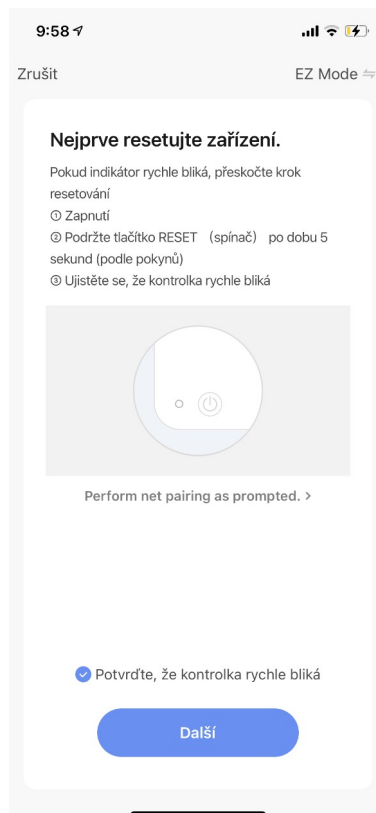 9:58
Zrušit
EZ Mode
Nejprve resetujte zařízení.
Pokud indikátor rychle bliká, přeskočte krok
resetování
① Zapnutí
② Podržte tlačítko RESET （spínač） po dobu 5
sekund (podle pokynů)
③ Ujistěte se, že kontrolka rychle bliká
Perform net pairing as prompted. >
Potvrďte, že kontrolka rychle bliká
Další